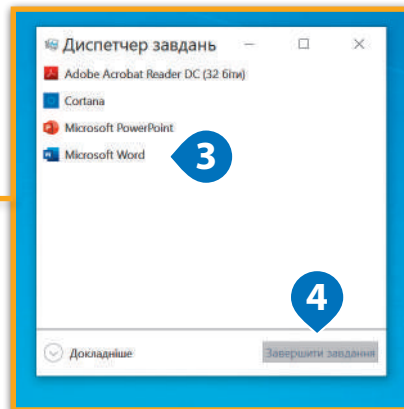 Диспетчер завдань
Adobe Acrobat Reader DC (32 біти)
Cortana
Microsoft PowerPoint
Microsoft Word
3
4
Докладніше
Завершити завдання